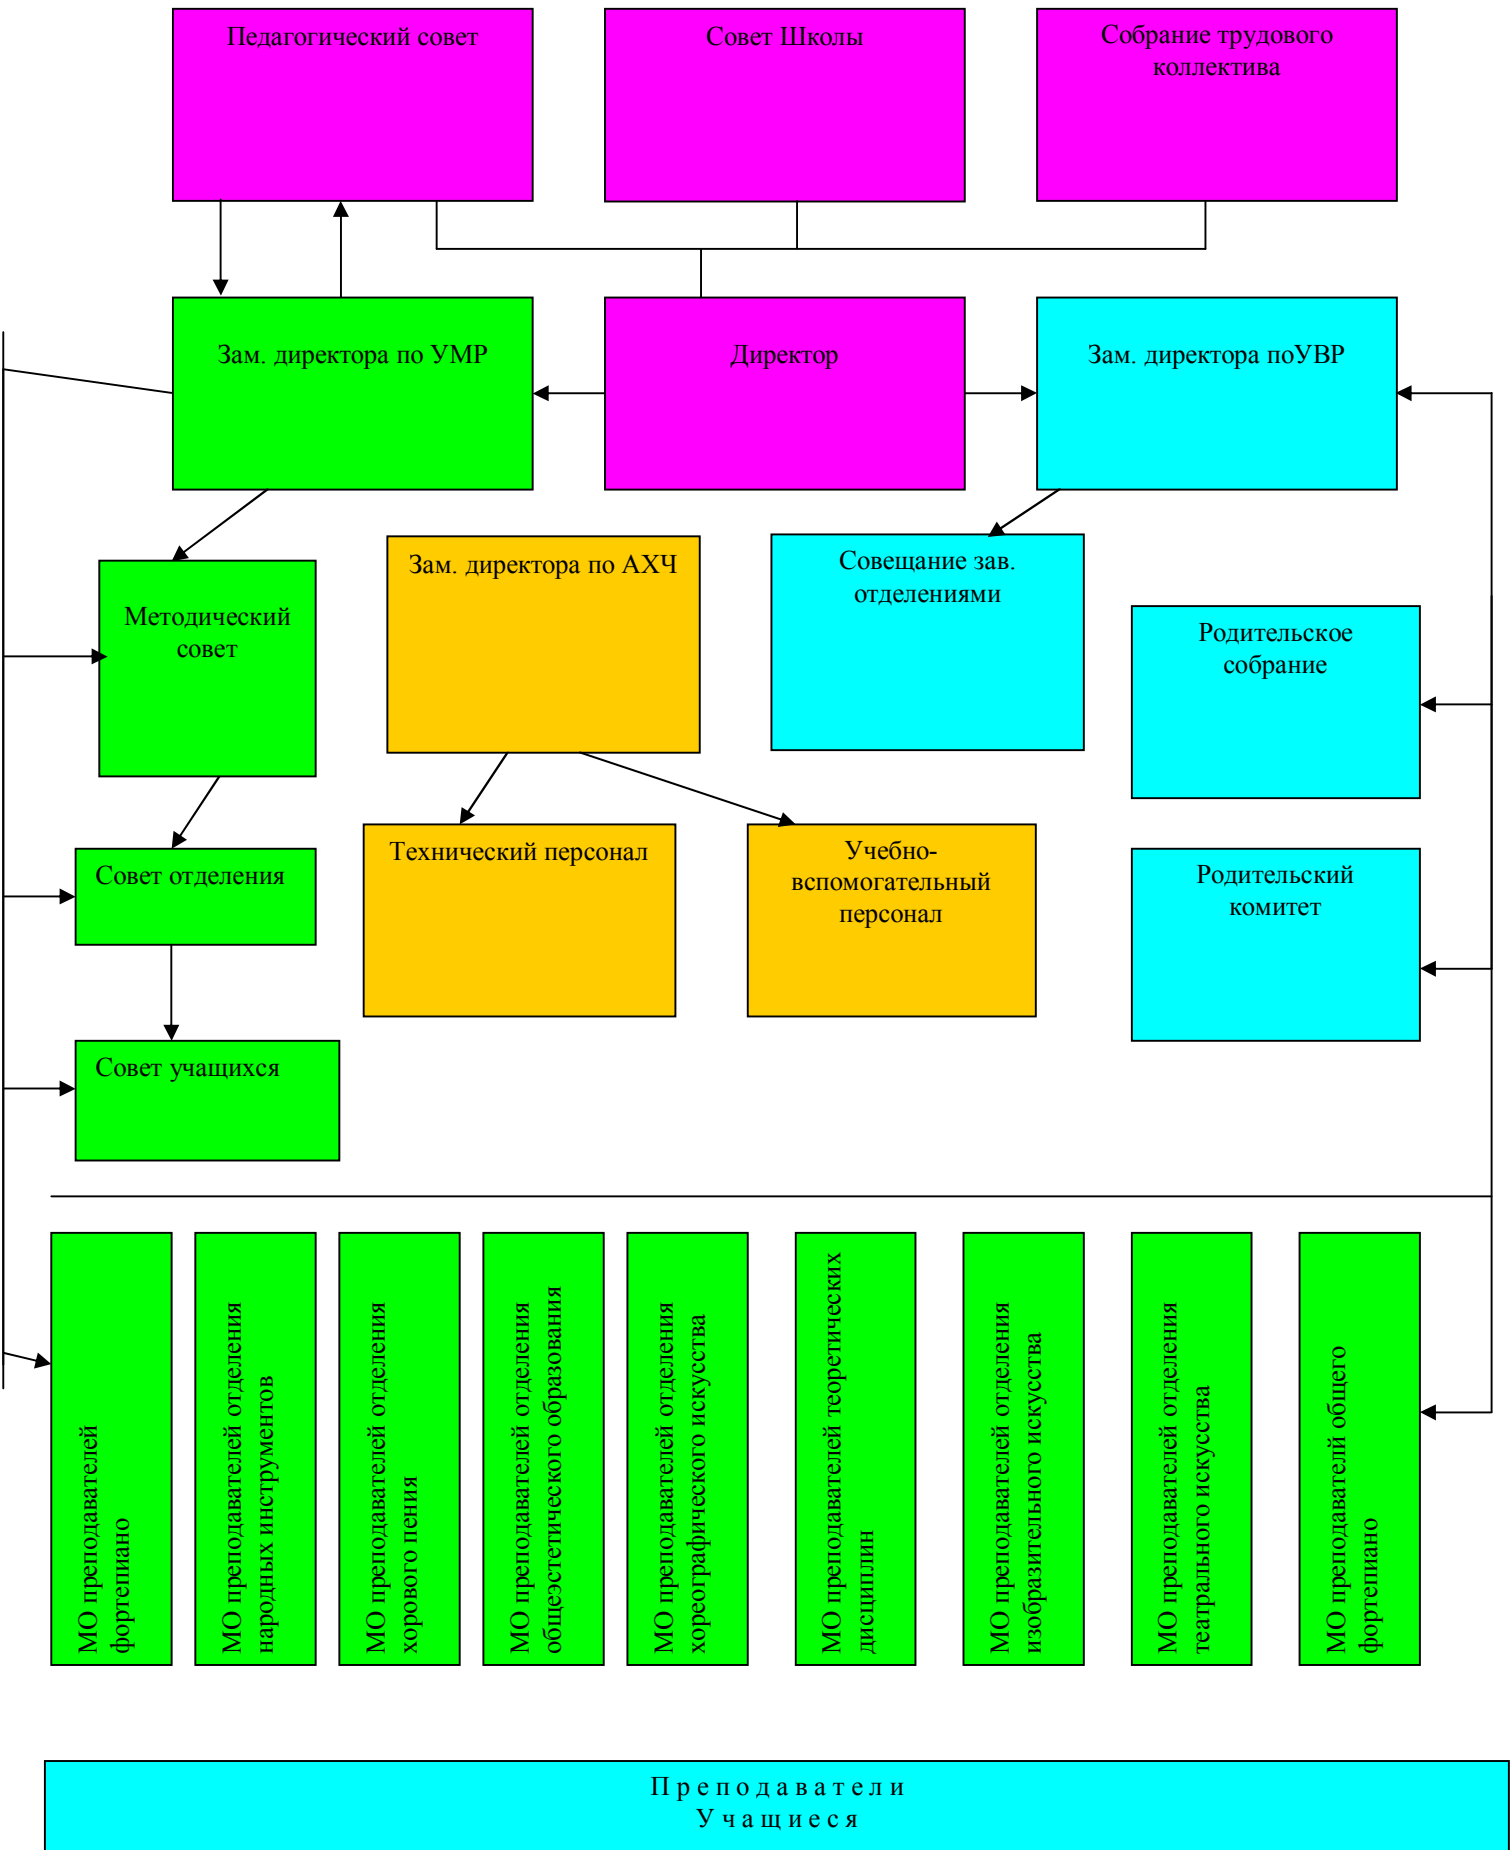 Педагогический совет
Совет Школы
Собрание трудового
коллектива
Зам. директора по УМР
Директор
Зам. директора поУВР
Методический
совет
Зам. директора по АХЧ
Совещание зав.
отделениями
Родительское
собрание
Совет отделения
Технический персонал
Учебно-
вспомогательный
персонал
Родительский
комитет
Совет учащихся
МО преподавателей
фортепиано
МО преподавателей отделения
народных инструментов
МО преподавателей отделения
хорового пения
МО преподавателей отделения
общеэстетического образования
МО преподавателей отделения
хореографического искусства
МО преподавателей теоретических
дисциплин
МО преподавателей отделения
изобразительного искусства
МО преподавателей отделения
театрального искусства
МО преподавателй общего
фортепиано
П р е п о д а в а т е л и
У ч а щ и е с я